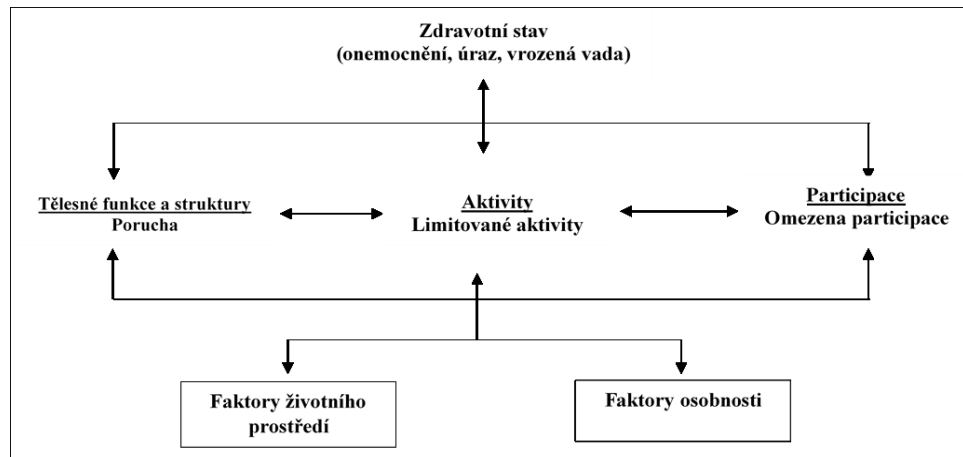 Zdravotní stav
(onemocnění, úraz, vrozená vada)
Tělesné funkce a struktury
Porucha
Aktivity
Limitované aktivity
Participace
Omezena participace
Faktory životního
prostředí
Faktory osobnosti